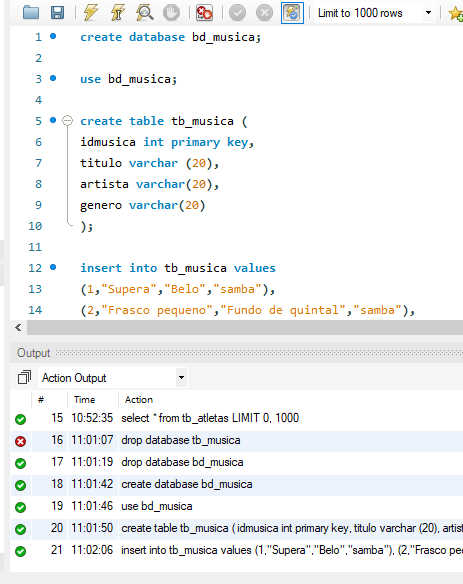 Limit to 1000 rows
1 create database bd_musica;
2
3 use bd_musica;
4
5 create table tb_musica (
6 idmusica int primary key,
7 titulo varchar (20),
8 artista varchar(20),
9 genero varchar(20)
10 );
11
12 insert into tb_musica values
13 (1,"Supera","Belo","samba"),
14 (2,"Frasco pequeno","Fundo de quintal","samba"),
Output
Action Output
# Time Action
15 10:52:35 select * from tb_atletas LIMIT 0, 1000
16 11:01:07 drop database tb_musica
17 11:01:19 drop database bd_musica
18 11:01:42 create database bd_musica
19 11:01:46 use bd_musica
20 11:01:50 create table tb_musica ( idmusica int primary key, titulo varchar (20), artist
21 11:02:06 insert into tb_musica values (1,"Supera","Belo","samba"), (2,"Frasco pe